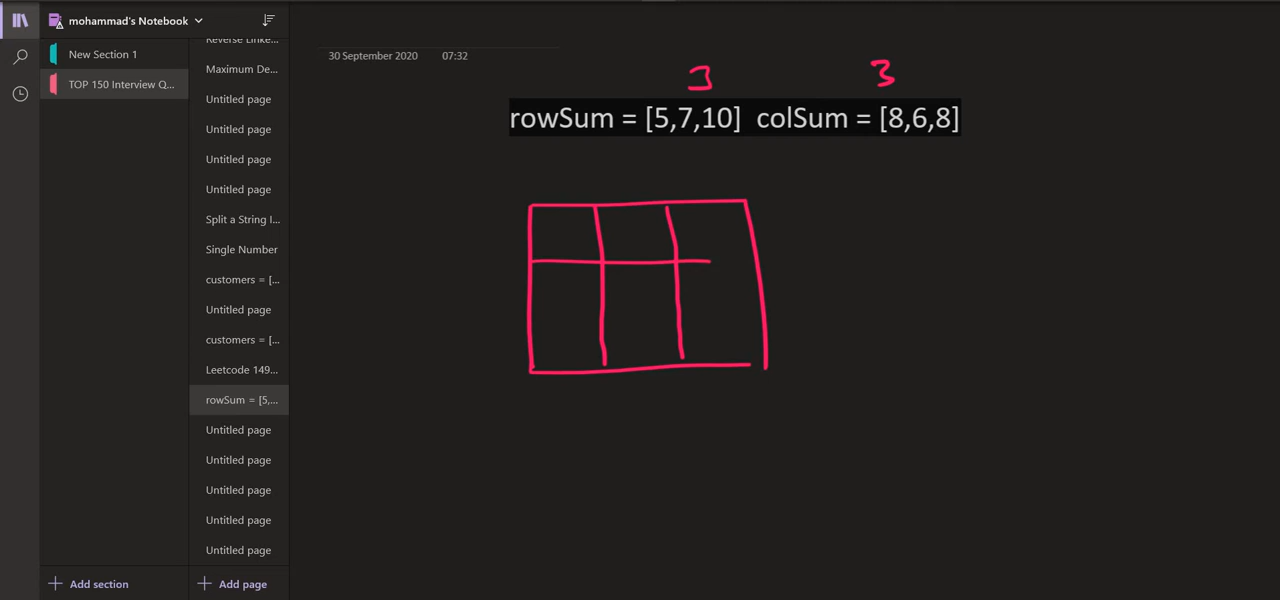 mohammad's Notebook
New Section 1
TOP 150 Interview Q...
Reverse Linke...
Maximum De...
Untitled page
Untitled page
Untitled page
Untitled page
Split a String I...
Single Number
customers = [...
Untitled page
customers = [...
Leetcode 149...
rowSum = [5,...
Untitled page
Untitled page
Untitled page
Untitled page
Untitled page
Add section
Add page
30 September 2020 07:32
3 3
rowSum = [5,7,10] colSum = [8,6,8]